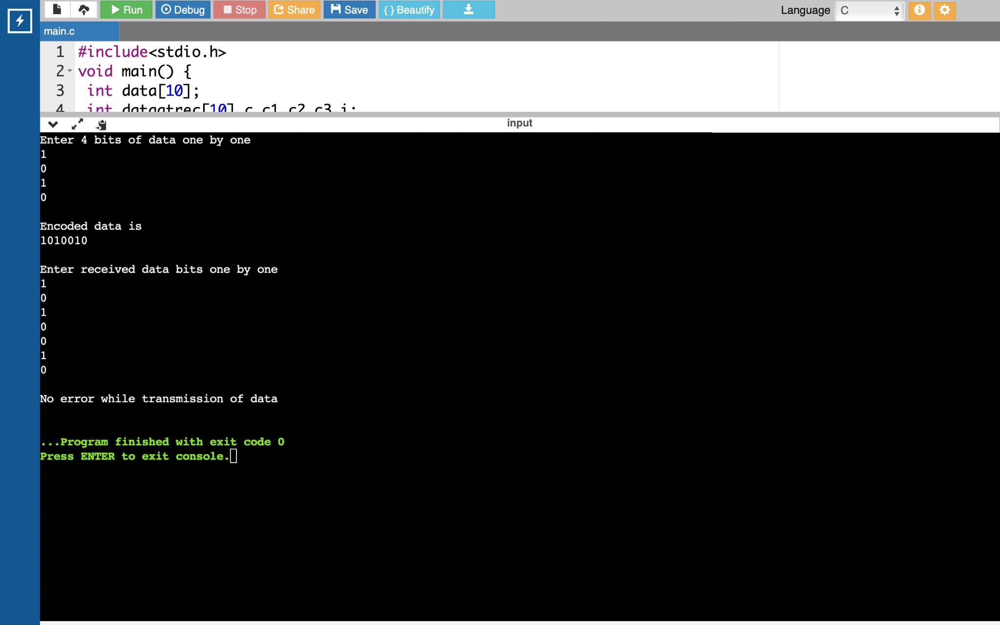 Run Debug Stop Share Save {} Beautify Language C
main.c
1 #include<stdio.h>
2 void main() {
3 int data[10];
4 int dataatrec[10],c,c1,c2,c3,i;
input
Enter 4 bits of data one by one
1
0
1
0
Encoded data is
1010010
Enter received data bits one by one
1
0
1
0
0
1
0
No error while transmission of data
...Program finished with exit code 0
Press ENTER to exit console.